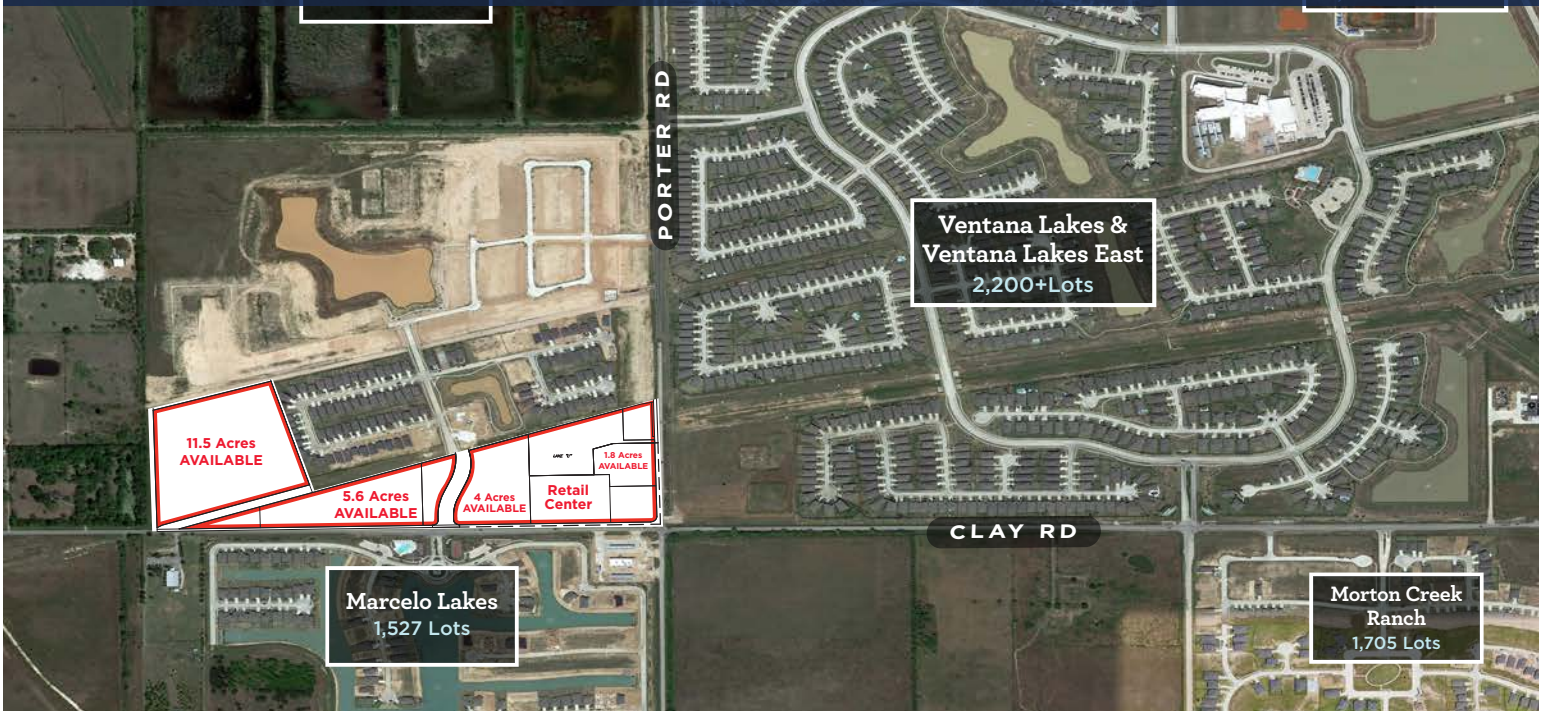 PORTER RD
Ventana Lakes &
Ventana Lakes East
2,200+Lots
11.5 Acres
AVAILABLE
5.6 Acres
AVAILABLE
4 Acres
AVAILABLE
Retail
Center
1.8 Acres
AVAILABLE
CLAY RD
Marcelo Lakes
1,527 Lots
Morton Creek
Ranch
1,705 Lots